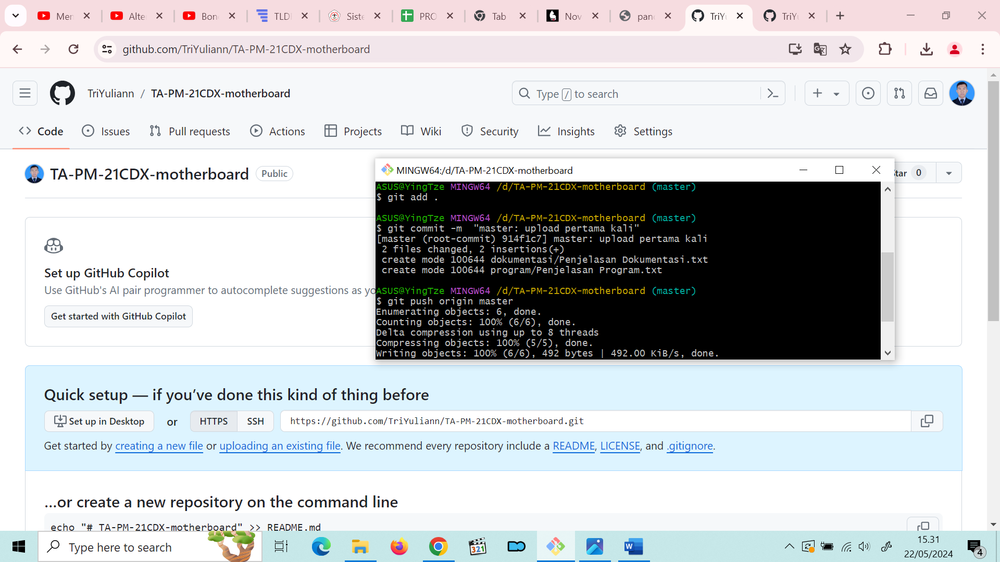 Men
Alte
Bon
TLD
Siste
PRO
Tab
Nov
pan
TriYu
TriYu
github.com/TriYuliann/TA-PM-21CDX-motherboard
TriYuliann / TA-PM-21CDX-motherboard
Type / to search
Code
Issues
Pull requests
Actions
Projects
Wiki
Security
Insights
Settings
TA-PM-21CDX-motherboard
Public
Star 0
MINGW64:/d/TA-PM-21CDX-motherboard
ASUS@YingTze MINGW64 /d/TA-PM-21CDX-motherboard (master)
$ git add .
ASUS@YingTze MINGW64 /d/TA-PM-21CDX-motherboard (master)
$ git commit -m  "master: upload pertama kali"
[master (root-commit) 914f1c7] master: upload pertama kali
 2 files changed, 2 insertions(+)
 create mode 100644 dokumentasi/Penjelasan Dokumentasi.txt
 create mode 100644 program/Penjelasan Program.txt
ASUS@YingTze MINGW64 /d/TA-PM-21CDX-motherboard (master)
$ git push origin master
Enumerating objects: 6, done.
Counting objects: 100% (6/6), done.
Delta compression using up to 8 threads
Compressing objects: 100% (5/5), done.
Writing objects: 100% (6/6), 492 bytes | 492.00 KiB/s, done.
Set up GitHub Copilot
Use GitHub's AI pair programmer to autocomplete suggestions as yo
Get started with GitHub Copilot
Quick setup — if you’ve done this kind of thing before
Set up in Desktop
or
HTTPS
SSH
https://github.com/TriYuliann/TA-PM-21CDX-motherboard.git
Get started by creating a new file or uploading an existing file. We recommend every repository include a README, LICENSE, and .gitignore.
…or create a new repository on the command line
echo "# TA-PM-21CDX-motherboard" >> README.md
Type here to search
321
15.31
22/05/2024
4